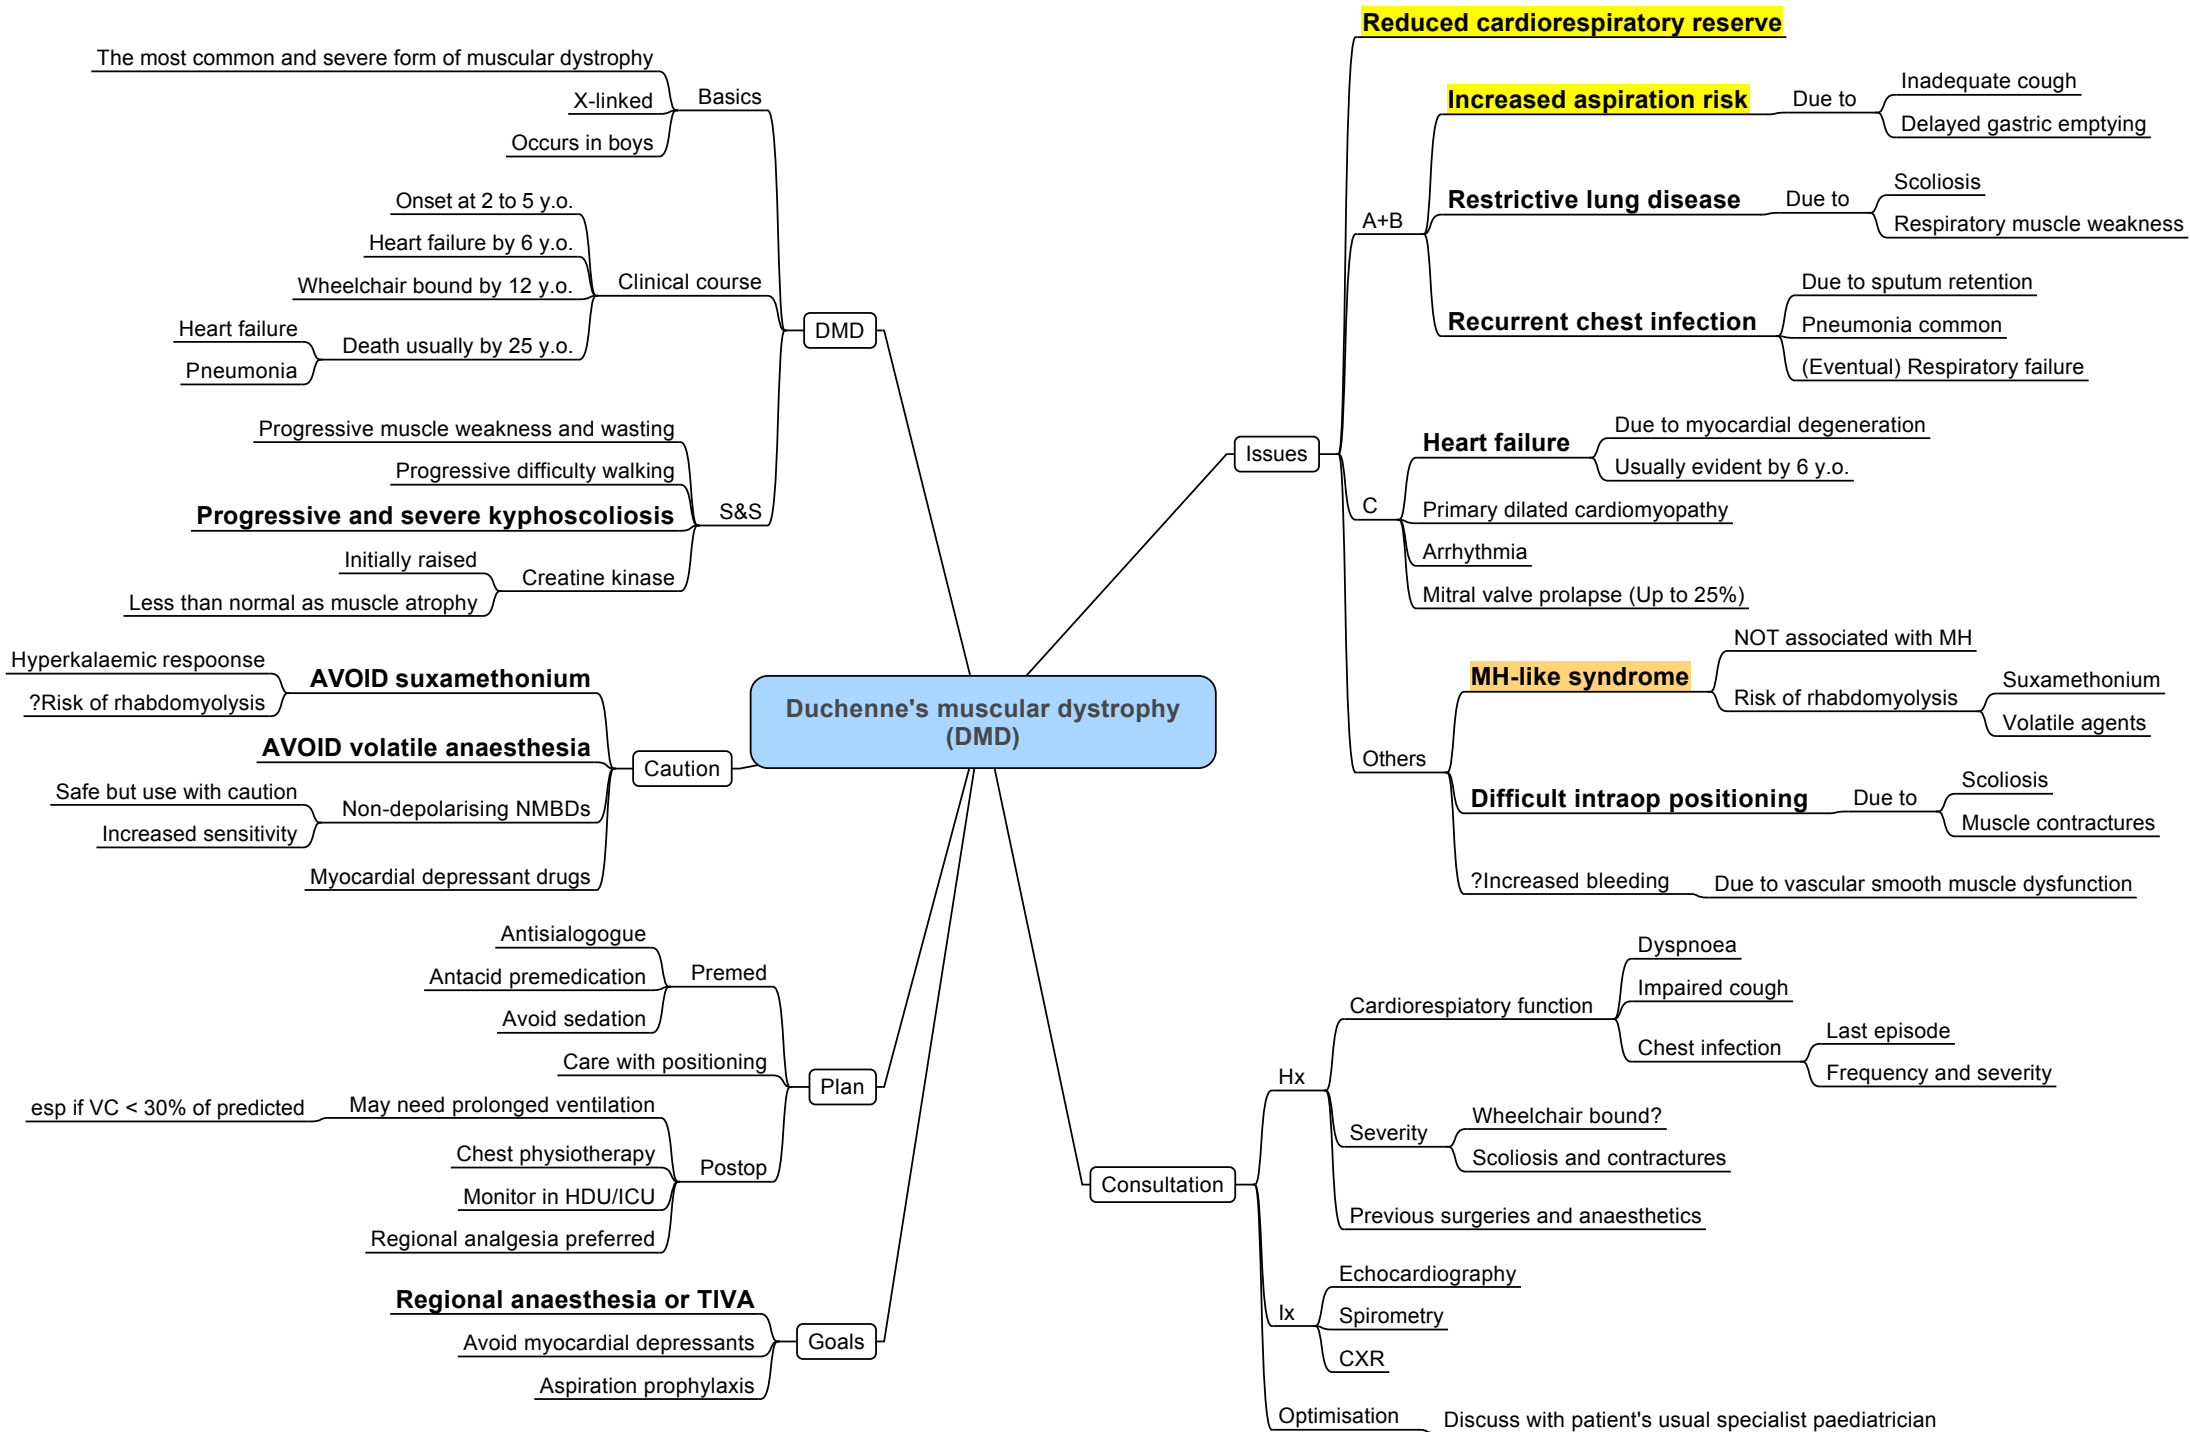 Duchenne's muscular dystrophy
(DMD)
DMD
Basics
The most common and severe form of muscular dystrophy
X-linked
Occurs in boys
Clinical course
Onset at 2 to 5 y.o.
Heart failure by 6 y.o.
Wheelchair bound by 12 y.o.
Death usually by 25 y.o.
Heart failure
Pneumonia
S&S
Progressive muscle weakness and wasting
Progressive difficulty walking
Progressive and severe kyphoscoliosis
Creatine kinase
Initially raised
Less than normal as muscle atrophy
Caution
AVOID suxamethonium
Hyperkalaemic respoonse
?Risk of rhabdomyolysis
AVOID volatile anaesthesia
Non-depolarising NMBDs
Safe but use with caution
Increased sensitivity
Myocardial depressant drugs
Plan
Premed
Antisialogogue
Antacid premedication
Avoid sedation
Care with positioning
Postop
May need prolonged ventilation
esp if VC < 30% of predicted
Chest physiotherapy
Monitor in HDU/ICU
Regional analgesia preferred
Goals
Regional anaesthesia or TIVA
Avoid myocardial depressants
Aspiration prophylaxis
Issues
Reduced cardiorespiratory reserve
A+B
Increased aspiration risk
Due to
Inadequate cough
Delayed gastric emptying
Restrictive lung disease
Due to
Scoliosis
Respiratory muscle weakness
Recurrent chest infection
Due to sputum retention
Pneumonia common
(Eventual) Respiratory failure
C
Heart failure
Due to myocardial degeneration
Usually evident by 6 y.o.
Primary dilated cardiomyopathy
Arrhythmia
Mitral valve prolapse (Up to 25%)
Others
MH-like syndrome
NOT associated with MH
Risk of rhabdomyolysis
Suxamethonium
Volatile agents
Difficult intraop positioning
Due to
Scoliosis
Muscle contractures
?Increased bleeding
Due to vascular smooth muscle dysfunction
Consultation
Hx
Cardiorespiatory function
Dyspnoea
Impaired cough
Chest infection
Last episode
Frequency and severity
Severity
Wheelchair bound?
Scoliosis and contractures
Previous surgeries and anaesthetics
Ix
Echocardiography
Spirometry
CXR
Optimisation
Discuss with patient's usual specialist paediatrician